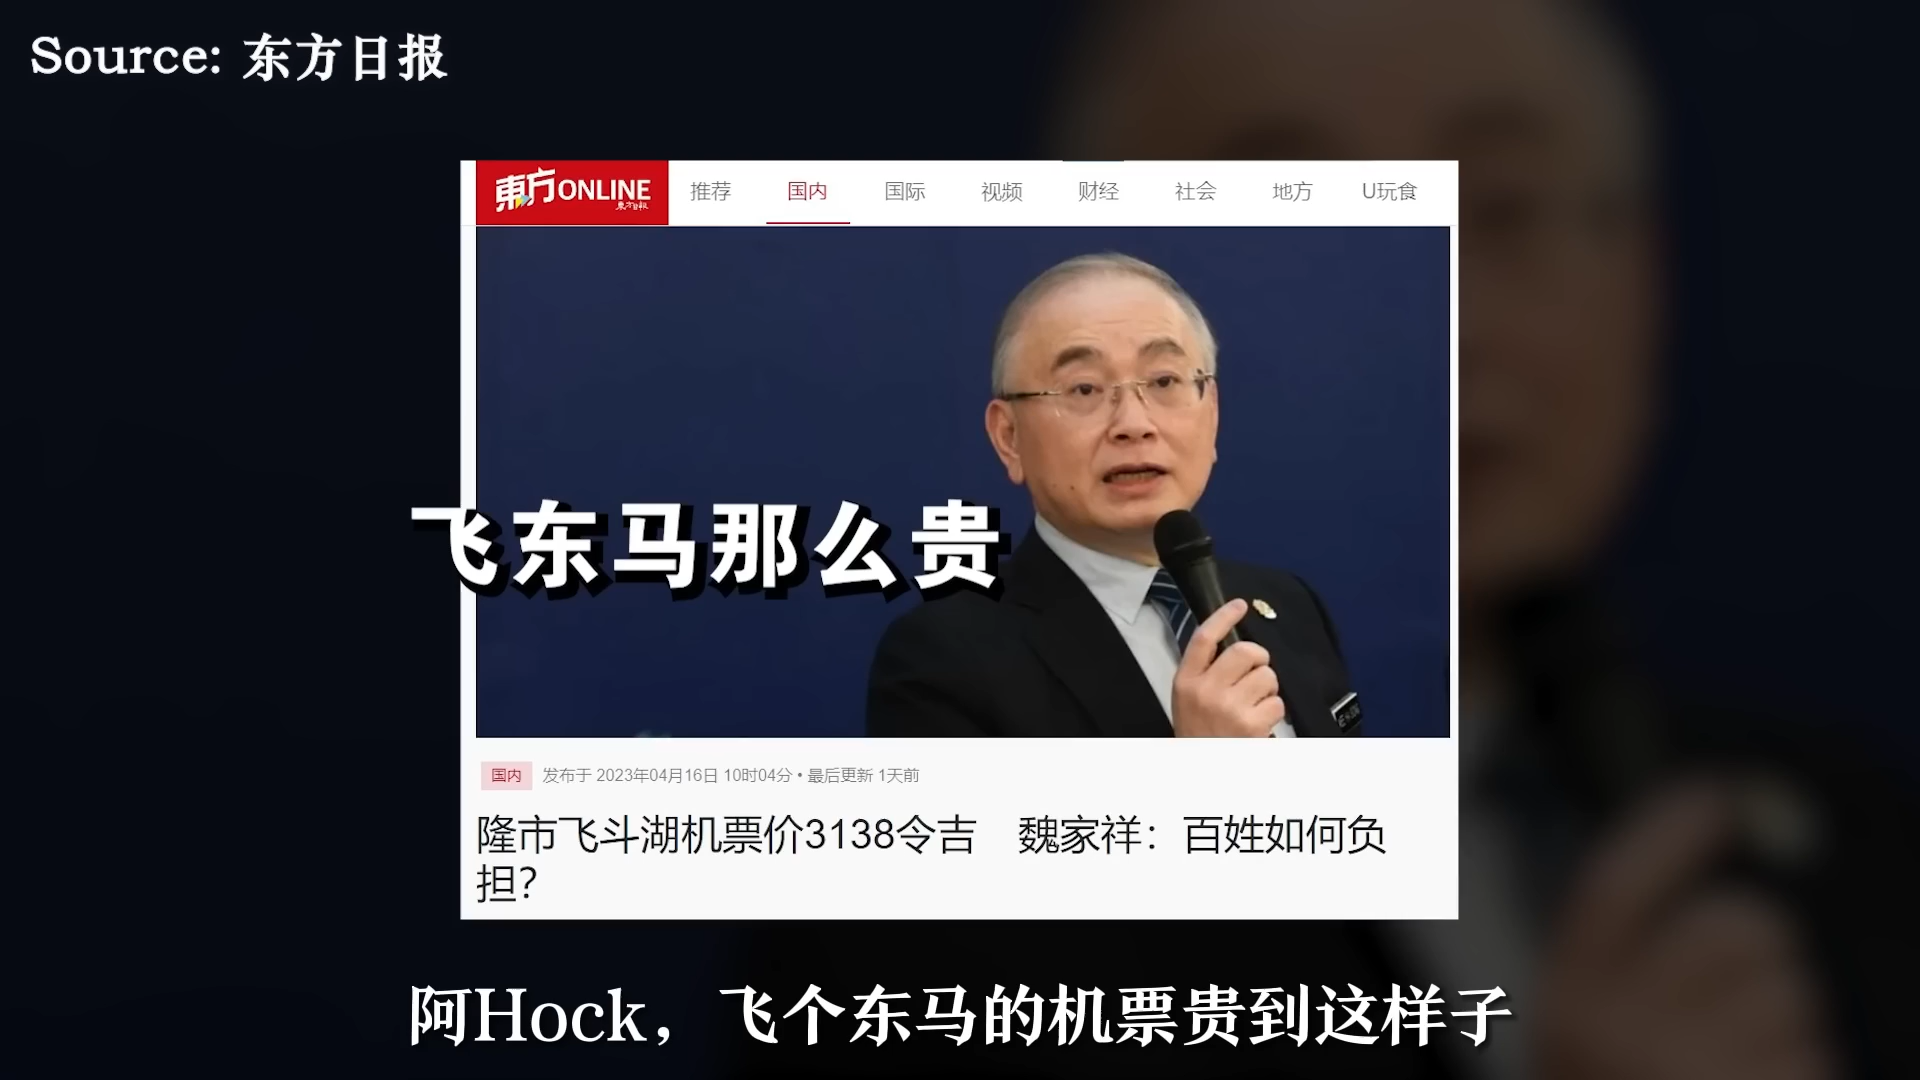 Source: 东方日报
東方ONLINE 推荐 国内 国际 视频 财经 社会 地方 U玩食
東方日報
飞东马那么贵
国内 发布于 2023年04月16日 10时04分 • 最后更新 1天前
隆市飞斗湖机票价3138令吉 魏家祥：百姓如何负
担？
阿Hock，飞个东马的机票贵到这样子